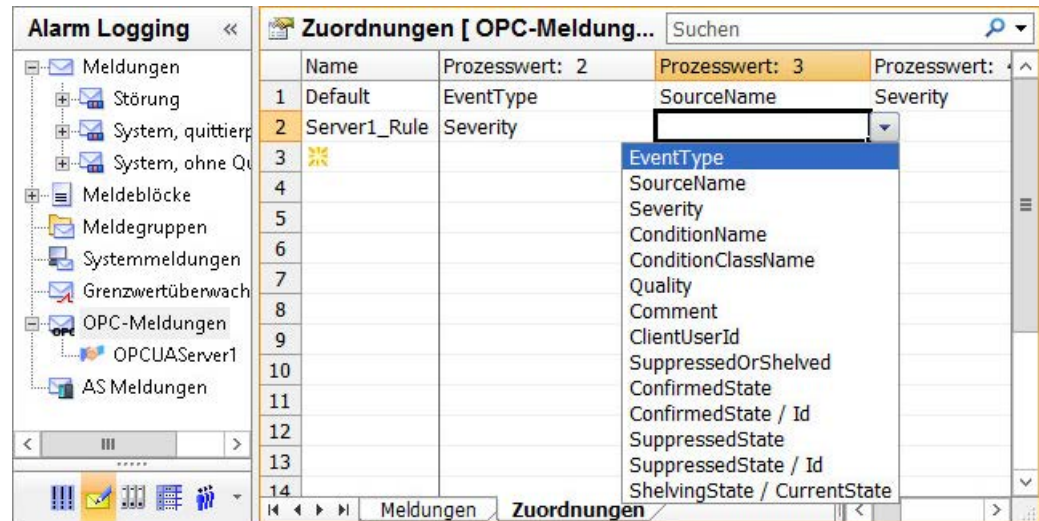 Alarm Logging «
Meldungen
Störung
System, quittierp
System, ohne Qu
Meldeblöcke
Meldegruppen
Systemmeldungen
Grenzwertüberwach
OPC-Meldungen
OPCUAServer1
AS Meldungen
Zuordnungen [ OPC-Meldung... Suchen
Name Prozesswert: 2 Prozesswert: 3 Prozesswert: 4
1 Default EventType SourceName Severity
2 Server1_Rule Severity
3
4
5
6
7
8
9
10
11
12
13
14
EventType
SourceName
Severity
ConditionName
ConditionClassName
Quality
Comment
ClientUserId
SuppressedOrShelved
ConfirmedState
ConfirmedState / Id
SuppressedState
SuppressedState / Id
ShelvingState / CurrentState
Meldungen Zuordnungen